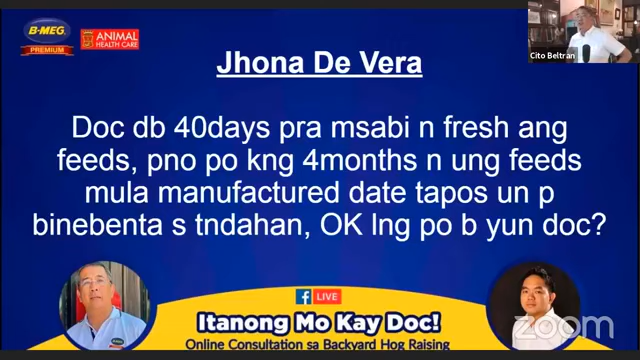 B-MEG
PREMIUM
ANIMAL
HEALTH CARE
Cito Beltran
Jhona De Vera
Doc db 40days pra msabi n fresh ang
feeds, pno po kng 4months n ung feeds
mula manufactured date tapos un p
binebenta s tndahan, OK lng po b yun doc?
LIVE
Itanong Mo Kay Doc!
Online Consultation sa Backyard Hog Raising
zoom